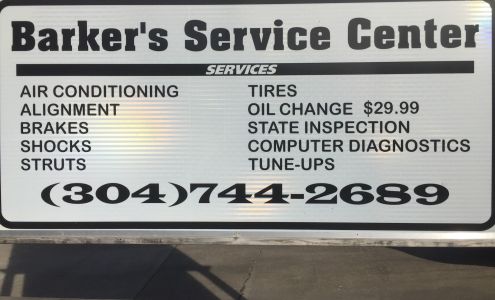 Barker's Service Center
SERVICES
AIR CONDITIONING
ALIGNMENT
BRAKES
SHOCKS
STRUTS
TIRES
OIL CHANGE $29.99
STATE INSPECTION
COMPUTER DIAGNOSTICS
TUNE-UPS
(304)744-2689